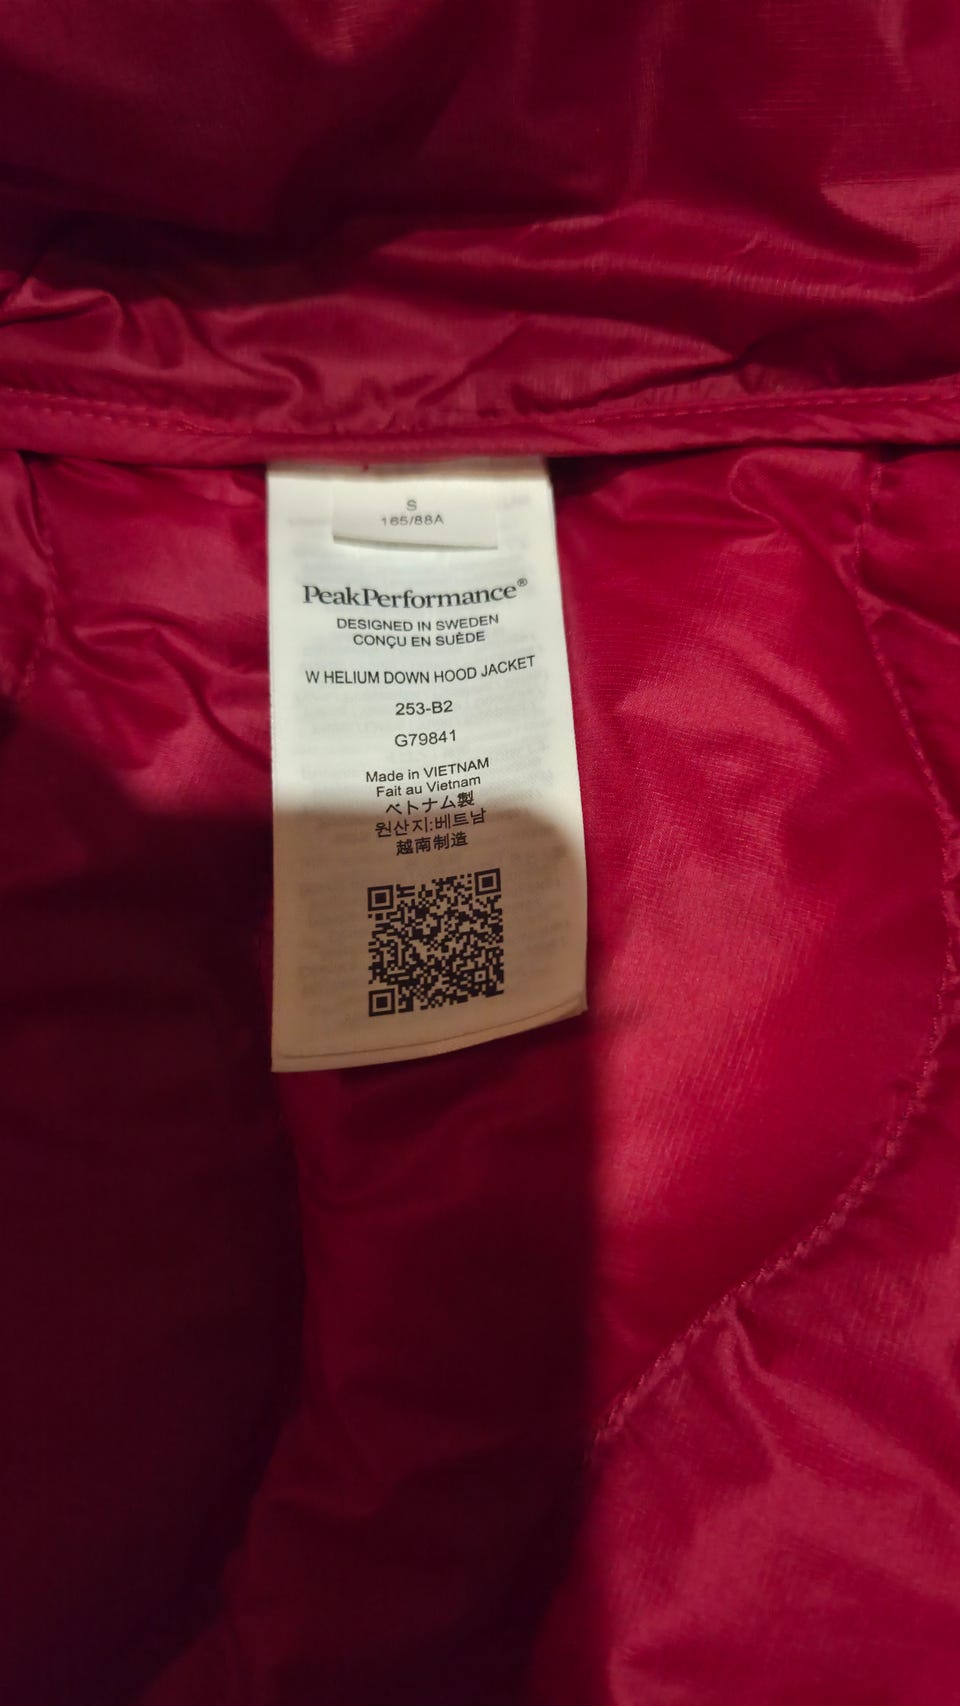 S
165/88A
PeakPerformance®
DESIGNED IN SWEDEN
CONÇU EN SUÈDE
W HELIUM DOWN HOOD JACKET
253-B2
G79841
Made in VIETNAM
Fait au Vietnam
ベトナム製
원산지:베트남
越南制造